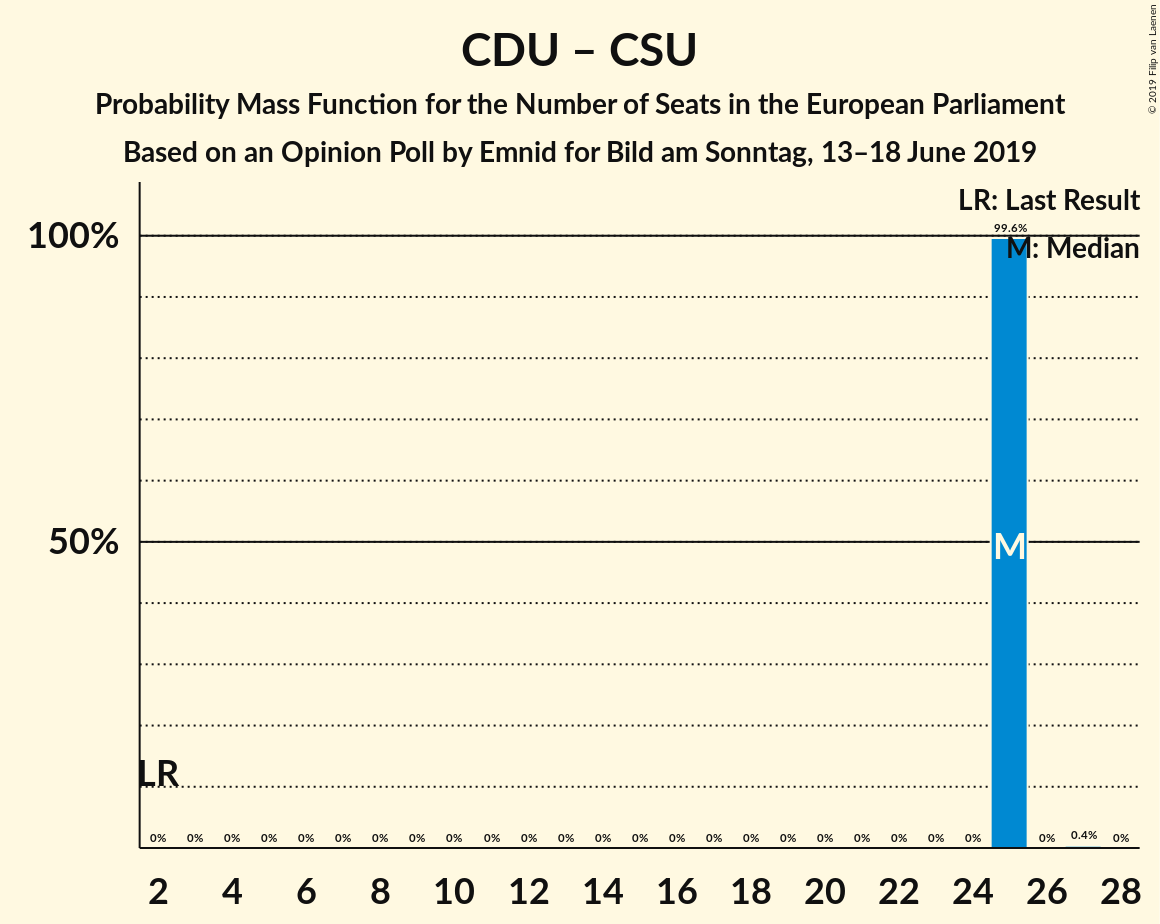 CDU – CSU
Probability Mass Function for the Number of Seats in the European Parliament
Based on an Opinion Poll by Emnid for Bild am Sonntag, 13–18 June 2019
© 2019 Filip van Laenen
LR: Last Result
M: Median
100%
50%
99.6%
M
LR
0% 0% 0% 0% 0% 0% 0% 0% 0% 0% 0% 0% 0% 0% 0% 0% 0% 0% 0% 0% 0% 0% 0% 0% 0.4% 0%
2 4 6 8 10 12 14 16 18 20 22 24 26 28